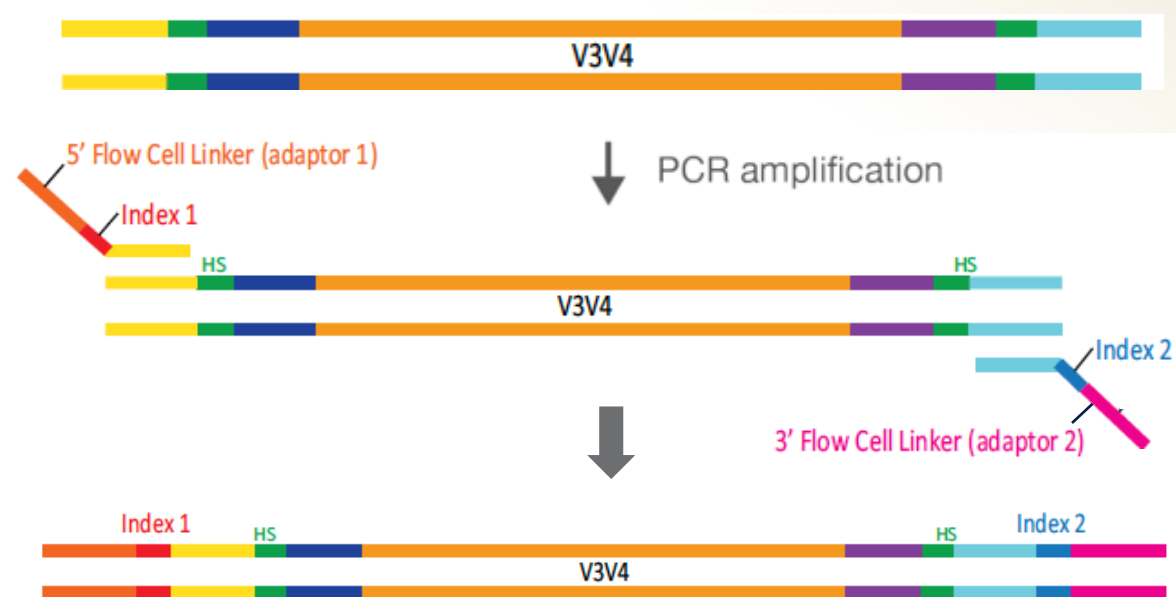 V3V4
5’ Flow Cell Linker (adaptor 1)
PCR amplification
Index 1
HS HS
V3V4
Index 2
3’ Flow Cell Linker (adaptor 2)
Index 1 HS HS Index 2
V3V4